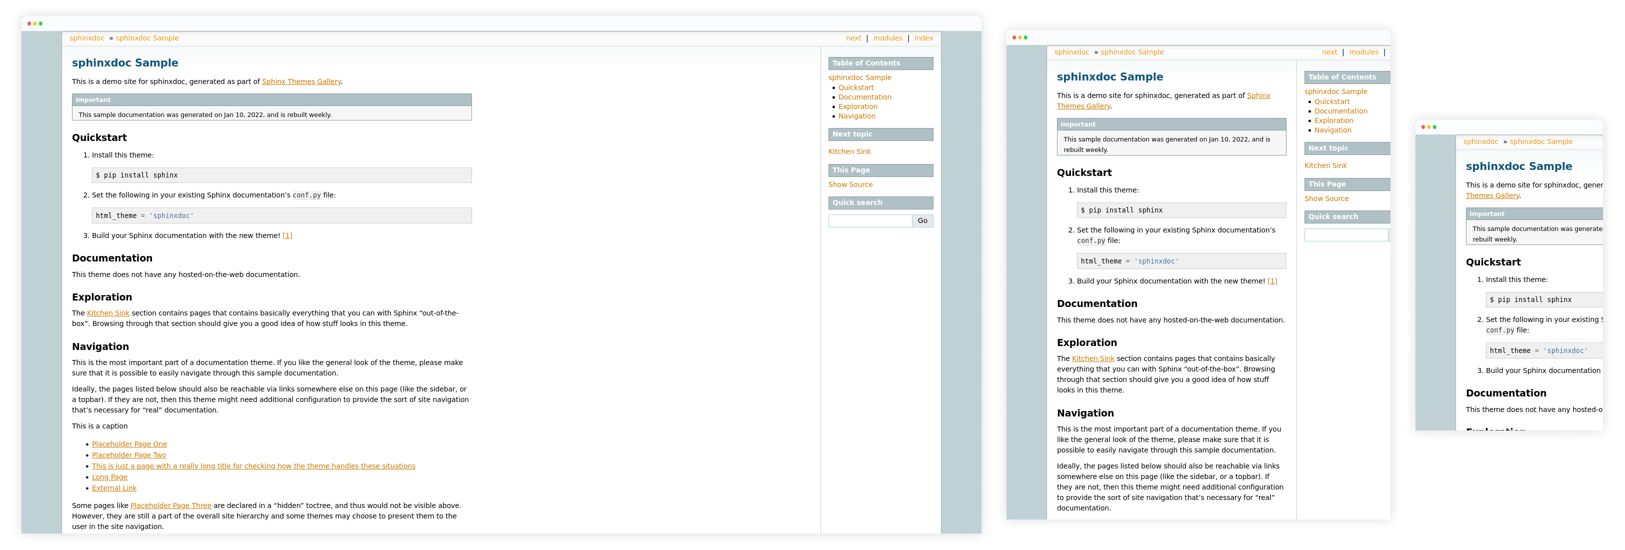 sphinxdoc » sphinxdoc Sample
next | modules | index
sphinxdoc Sample
This is a demo site for sphinxdoc, generated as part of Sphinx Themes Gallery.
Important
This sample documentation was generated on Jan 10, 2022, and is rebuilt weekly.
Quickstart
1. Install this theme:
$ pip install sphinx
2. Set the following in your existing Sphinx documentation’s conf.py file:
html_theme = 'sphinxdoc'
3. Build your Sphinx documentation with the new theme! [1]
Documentation
This theme does not have any hosted-on-the-web documentation.
Exploration
The Kitchen Sink section contains pages that contains basically everything that you can with Sphinx “out-of-the-
box”. Browsing through that section should give you a good idea of how stuff looks in this theme.
Navigation
This is the most important part of a documentation theme. If you like the general look of the theme, please make
sure that it is possible to easily navigate through this sample documentation.
Ideally, the pages listed below should also be reachable via links somewhere else on this page (like the sidebar, or
a topbar). If they are not, then this theme might need additional configuration to provide the sort of site navigation
that’s necessary for “real” documentation.
This is a caption
• Placeholder Page One
• Placeholder Page Two
• This is just a page with a really long title for checking how the theme handles these situations
• Long Page
• External Link
Some pages like Placeholder Page Three are declared in a “hidden” toctree, and thus would not be visible above.
However, they are still a part of the overall site hierarchy and some themes may choose to present them to the
user in the site navigation.
Table of Contents
sphinxdoc Sample
▪ Quickstart
▪ Documentation
▪ Exploration
▪ Navigation
Next topic
Kitchen Sink
This Page
Show Source
Quick search
Go
sphinxdoc » sphinxdoc Sample
next | modules |
sphinxdoc Sample
This is a demo site for sphinxdoc, generated as part of Sphinx
Themes Gallery.
Important
This sample documentation was generated on Jan 10, 2022, and is
rebuilt weekly.
Quickstart
1. Install this theme:
$ pip install sphinx
2. Set the following in your existing Sphinx documentation’s
conf.py file:
html_theme = 'sphinxdoc'
3. Build your Sphinx documentation with the new theme! [1]
Documentation
This theme does not have any hosted-on-the-web documentation.
Exploration
The Kitchen Sink section contains pages that contains basically
everything that you can with Sphinx “out-of-the-box”. Browsing
through that section should give you a good idea of how stuff
looks in this theme.
Navigation
This is the most important part of a documentation theme. If you
like the general look of the theme, please make sure that it is
possible to easily navigate through this sample documentation.
Ideally, the pages listed below should also be reachable via links
somewhere else on this page (like the sidebar, or a topbar). If
they are not, then this theme might need additional configuration
to provide the sort of site navigation that’s necessary for “real”
documentation.
Table of Contents
sphinxdoc Sample
▪ Quickstart
▪ Documentation
▪ Exploration
▪ Navigation
Next topic
Kitchen Sink
This Page
Show Source
Quick search
sphinxdoc » sphinxdoc Sample
sphinxdoc Sample
This is a demo site for sphinxdoc, gener
Themes Gallery.
Important
This sample documentation was generate
rebuilt weekly.
Quickstart
1. Install this theme:
$ pip install sphinx
2. Set the following in your existing S
conf.py file:
html_theme = 'sphinxdoc'
3. Build your Sphinx documentation
Documentation
This theme does not have any hosted-o